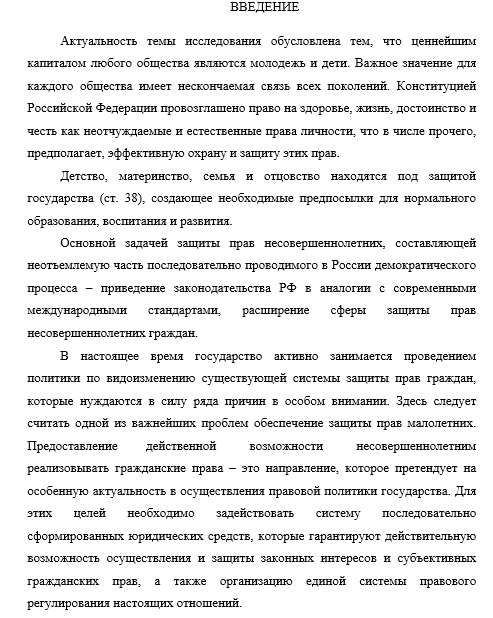 ВВЕДЕНИЕ
Актуальность темы исследования обусловлена тем, что ценнейшим
капиталом любого общества являются молодежь и дети. Важное значение для
каждого общества имеет нескончаемая связь всех поколений. Конституцией
Российской Федерации провозглашено право на здоровье, жизнь, достоинство и
честь как неотчуждаемые и естественные права личности, что в числе прочего,
предполагает, эффективную охрану и защиту этих прав.
Детство, материнство, семья и отцовство находятся под защитой
государства (ст. 38), создающее необходимые предпосылки для нормального
образования, воспитания и развития.
Основной задачей защиты прав несовершеннолетних, составляющей
неотъемлемую часть последовательно проводимого в России демократического
процесса – приведение законодательства РФ в аналогии с современными
международными стандартами, расширение сферы защиты прав
несовершеннолетних граждан.
В настоящее время государство активно занимается проведением
политики по видоизменению существующей системы защиты прав граждан,
которые нуждаются в силу ряда причин в особом внимании. Здесь следует
считать одной из важнейших проблем обеспечение защиты прав малолетних.
Предоставление действенной возможности несовершеннолетним
реализовывать гражданские права – это направление, которое претендует на
особенную актуальность в осуществления правовой политики государства. Для
этих целей необходимо задействовать систему последовательно
сформированных юридических средств, которые гарантируют действительную
возможность осуществления и защиты законных интересов и субъективных
гражданских прав, а также организацию единой системы правового
регулирования настоящих отношений.